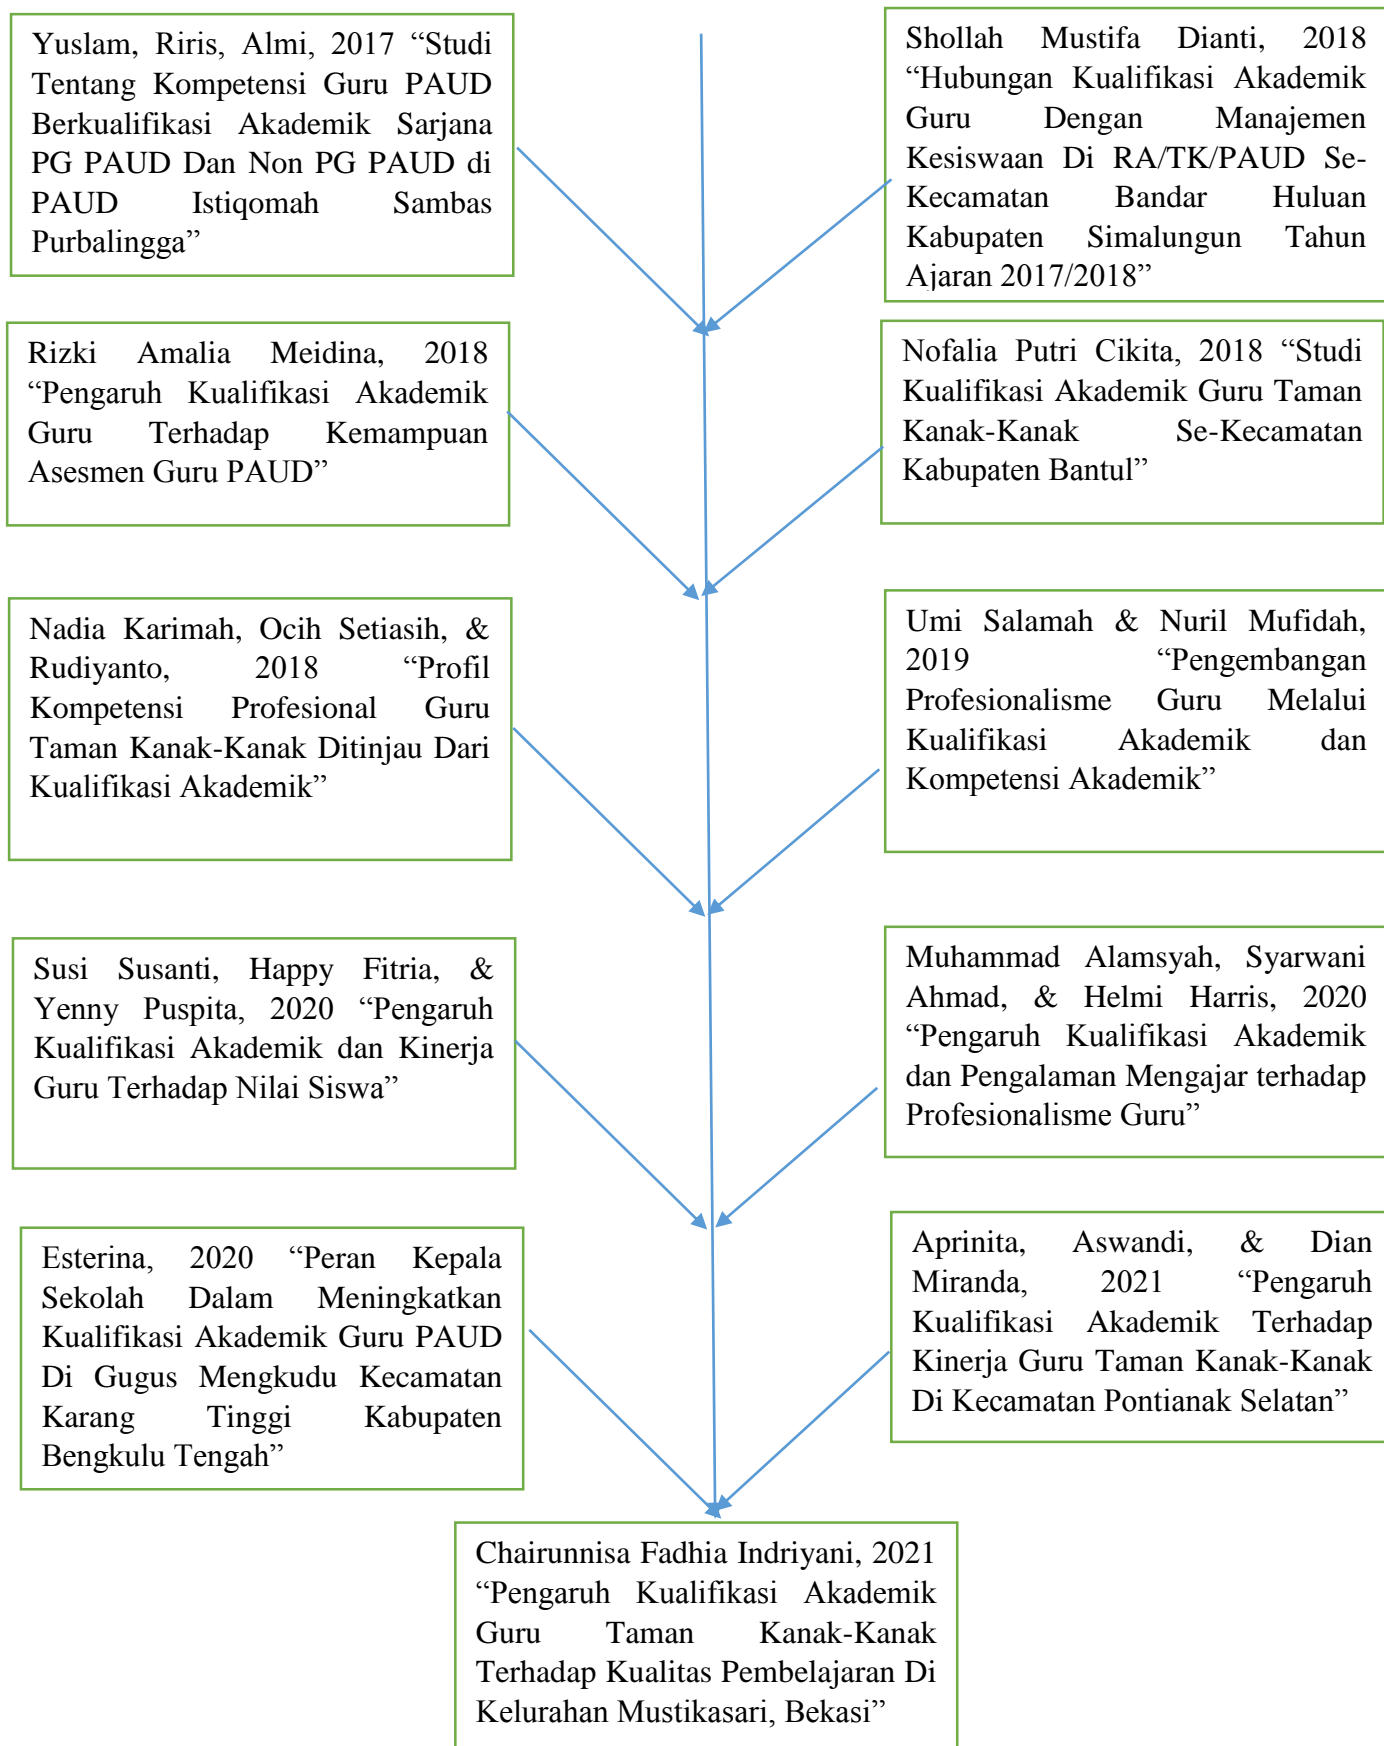 Yuslam, Riris, Almi, 2017 “Studi
Tentang Kompetensi Guru PAUD
Berkualifikasi Akademik Sarjana
PG PAUD Dan Non PG PAUD di
PAUD Istiqomah Sambas
Purbalingga”
Shollah Mustifa Dianti, 2018
“Hubungan Kualifikasi Akademik
Guru Dengan Manajemen
Kesiswaan Di RA/TK/PAUD Se-
Kecamatan Bandar Huluan
Kabupaten Simalungun Tahun
Ajaran 2017/2018”
Rizki Amalia Meidina, 2018
“Pengaruh Kualifikasi Akademik
Guru Terhadap Kemampuan
Asesmen Guru PAUD”
Nofalia Putri Cikita, 2018 “Studi
Kualifikasi Akademik Guru Taman
Kanak-Kanak Se-Kecamatan
Kabupaten Bantul”
Nadia Karimah, Ocih Setiasih, &
Rudiyanto, 2018 “Profil
Kompetensi Profesional Guru
Taman Kanak-Kanak Ditinjau Dari
Kualifikasi Akademik”
Umi Salamah & Nuril Mufidah,
2019 “Pengembangan
Profesionalisme Guru Melalui
Kualifikasi Akademik dan
Kompetensi Akademik”
Susi Susanti, Happy Fitria, &
Yenny Puspita, 2020 “Pengaruh
Kualifikasi Akademik dan Kinerja
Guru Terhadap Nilai Siswa”
Muhammad Alamsyah, Syarwani
Ahmad, & Helmi Harris, 2020
“Pengaruh Kualifikasi Akademik
dan Pengalaman Mengajar terhadap
Profesionalisme Guru”
Esterina, 2020 “Peran Kepala
Sekolah Dalam Meningkatkan
Kualifikasi Akademik Guru PAUD
Di Gugus Mengkudu Kecamatan
Karang Tinggi Kabupaten
Bengkulu Tengah”
Aprinita, Aswandi, & Dian
Miranda, 2021 “Pengaruh
Kualifikasi Akademik Terhadap
Kinerja Guru Taman Kanak-Kanak
Di Kecamatan Pontianak Selatan”
Chairunnisa Fadhia Indriyani, 2021
“Pengaruh Kualifikasi Akademik
Guru Taman Kanak-Kanak
Terhadap Kualitas Pembelajaran Di
Kelurahan Mustikasari, Bekasi”